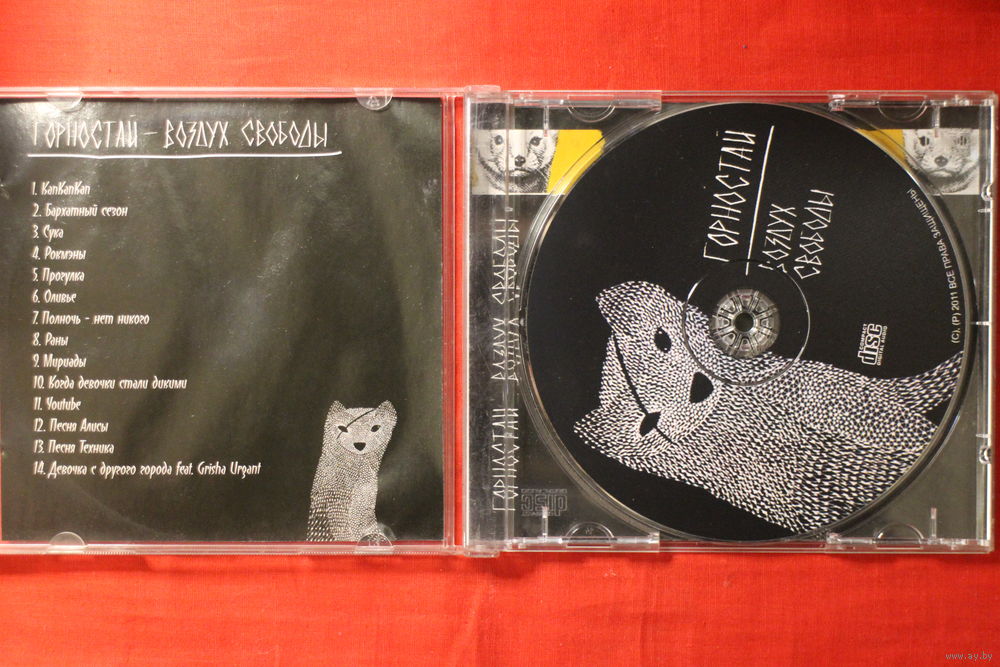 ГОРНОСТАЙ – ВОЗДУХ СВОБОДЫ
1. КапКапКап
2. Бархатный сезон
3. Сука
4. Рокмэны
5. Прогулка
6. Оливье
7. Полночь - нет никого
8. Раны
9. Мириады
10. Когда девочки стали дикими
11. Youtube
12. Песня Алисы
13. Песня Техника
14. Девочка с другого города feat. Grisha Urgant
ГОРНОСТАЙ ВОЗДУХ СВОБОДЫ
ГОРНОСТАЙ
ВОЗДУХ
СВОБОДЫ
(C), (P) 2011 ВСЕ ПРАВА ЗАЩИЩЕНЫ
COMPACT
disc
DIGITAL AUDIO
www.ay.by